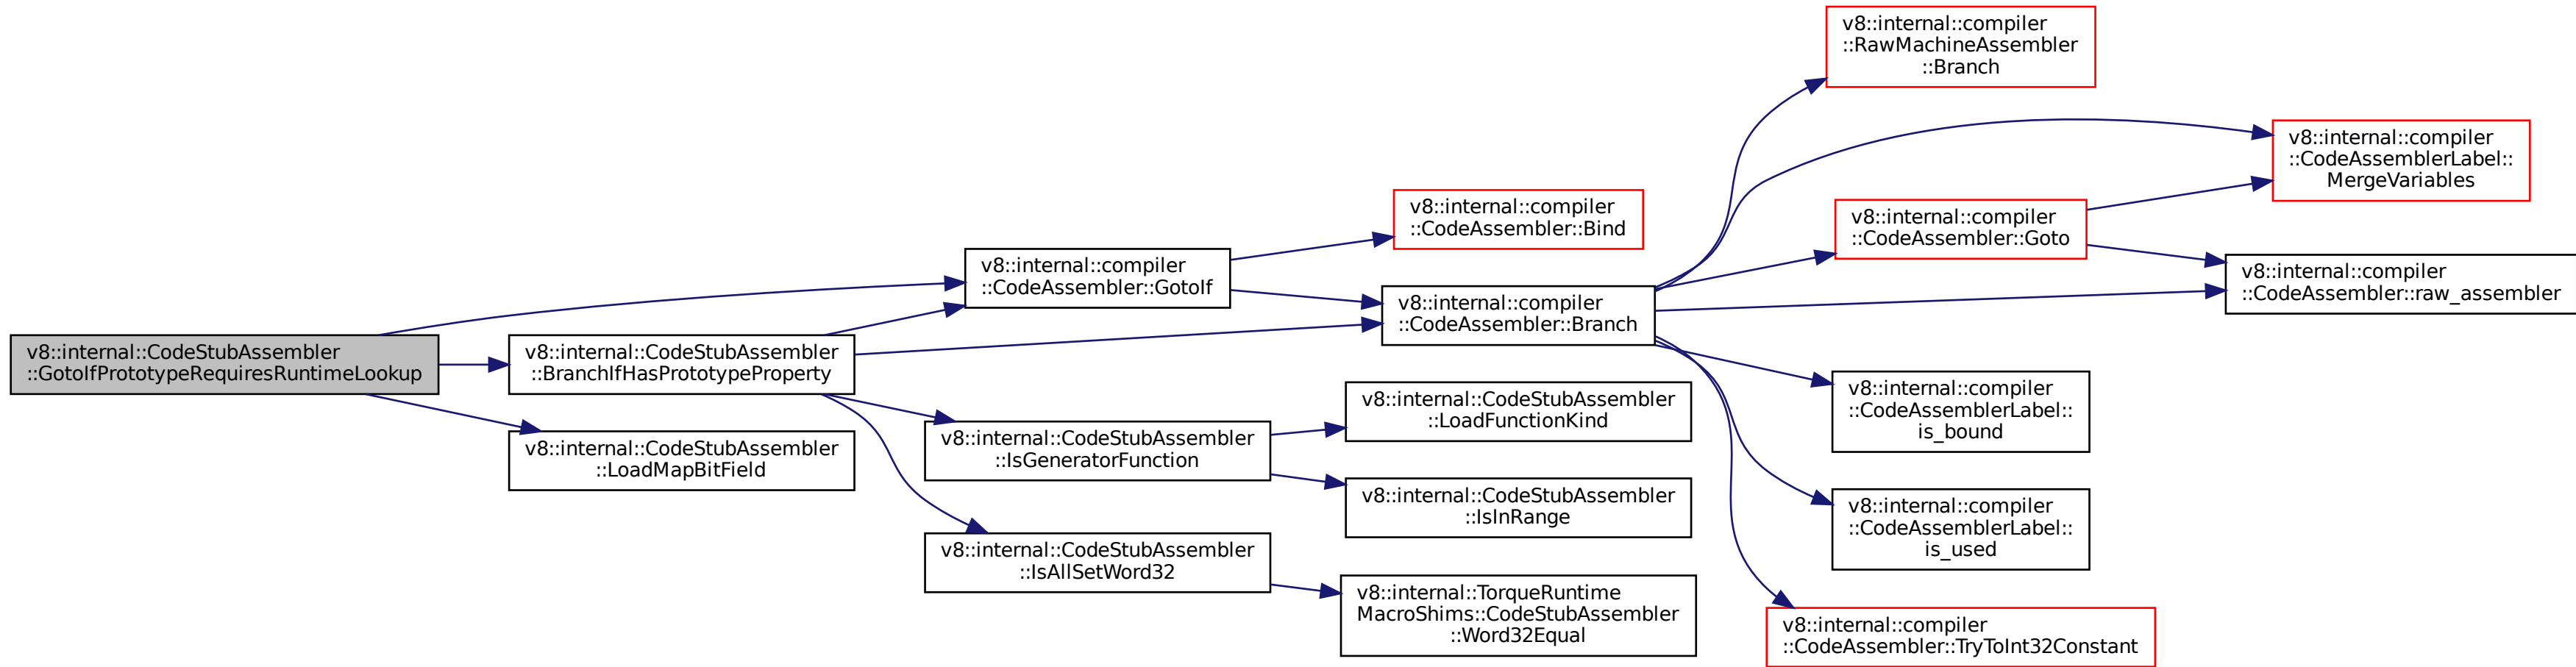 v8::internal::CodeStubAssembler
::GotoIfPrototypeRequiresRuntimeLookup
v8::internal::compiler
::CodeAssembler::GotoIf
v8::internal::CodeStubAssembler
::BranchIfHasPrototypeProperty
v8::internal::CodeStubAssembler
::LoadMapBitField
v8::internal::compiler
::CodeAssembler::Bind
v8::internal::compiler
::CodeAssembler::Branch
v8::internal::CodeStubAssembler
::IsGeneratorFunction
v8::internal::CodeStubAssembler
::IsAllSetWord32
v8::internal::CodeStubAssembler
::LoadFunctionKind
v8::internal::CodeStubAssembler
::IsInRange
v8::internal::TorqueRuntime
MacroShims::CodeStubAssembler
::Word32Equal
v8::internal::compiler
::RawMachineAssembler
::Branch
v8::internal::compiler
::CodeAssemblerLabel::
MergeVariables
v8::internal::compiler
::CodeAssembler::Goto
v8::internal::compiler
::CodeAssembler::raw_assembler
v8::internal::compiler
::CodeAssemblerLabel::
is_bound
v8::internal::compiler
::CodeAssemblerLabel::
is_used
v8::internal::compiler
::CodeAssembler::TryToInt32Constant